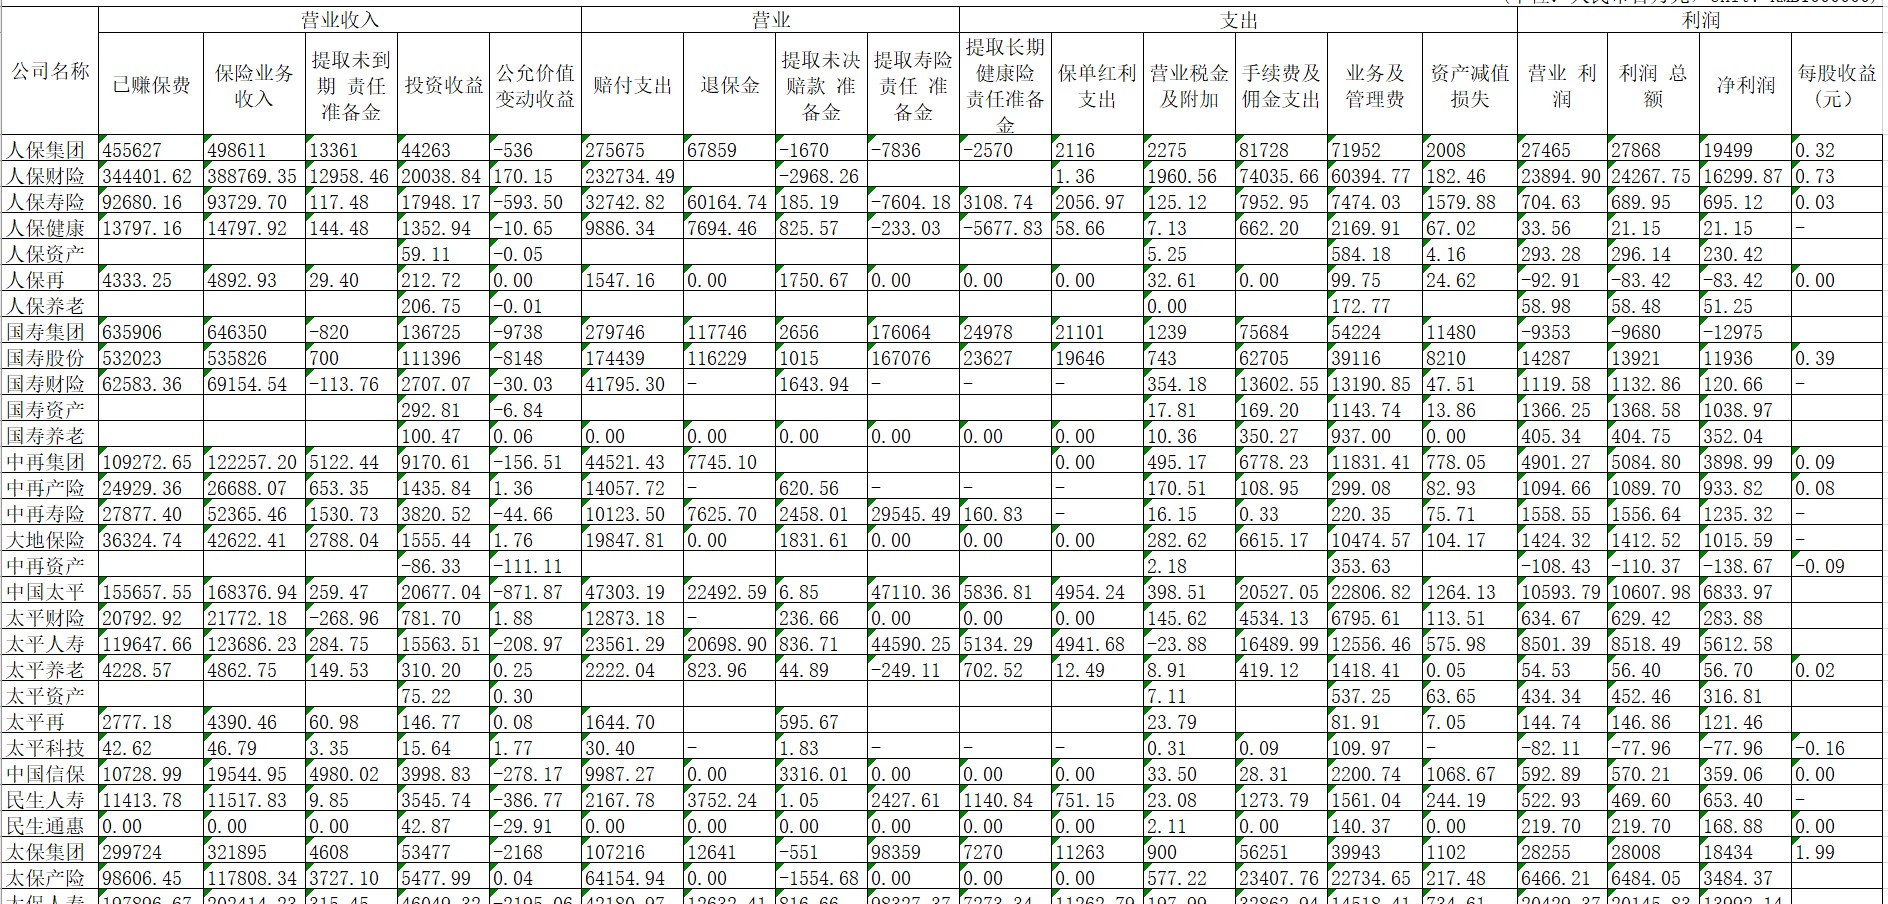 营业收入 营业 支出 利润
公司名称 已赚保费 保险业务收入 提取未到期 责任准备金 投资收益 公允价值变动收益 赔付支出 退保金 提取未决赔款 准备金 提取寿险责任 准备金 提取长期健康险责任准备金 保单红利支出 营业税金及附加 手续费及佣金支出 业务及管理费 资产减值损失 营业 利润 利润 总额 净利润 每股收益（元）
人保集团 455627 498611 13361 44263 -536 275675 67859 -1670 -7836 -2570 2116 2275 81728 71952 2008 27465 27868 19499 0.32
人保财险 344401.62 388769.35 12958.46 20038.84 170.15 232734.49 -2968.26 1.36 1960.56 74035.66 60394.77 182.46 23894.90 24267.75 16299.87 0.73
人保寿险 92680.16 93729.70 117.48 17948.17 -593.50 32742.82 60164.74 185.19 -7604.18 3108.74 2056.97 125.12 7952.95 7474.03 1579.88 704.63 689.95 695.12 0.03
人保健康 13797.16 14797.92 144.48 1352.94 -10.65 9886.34 7694.46 825.57 -233.03 -5677.83 58.66 7.13 662.20 2169.91 67.02 33.56 21.15 21.15 -
人保资产 59.11 -0.05 5.25 584.18 4.16 293.28 296.14 230.42
人保再 4333.25 4892.93 29.40 212.72 0.00 1547.16 0.00 1750.67 0.00 0.00 0.00 32.61 0.00 99.75 24.62 -92.91 -83.42 -83.42 0.00
人保养老 206.75 -0.01 0.00 172.77 58.98 58.48 51.25
国寿集团 635906 646350 -820 136725 -9738 279746 117746 2656 176064 24978 21101 1239 75684 54224 11480 -9353 -9680 -12975
国寿股份 532023 535826 700 111396 -8148 174439 116229 1015 167076 23627 19646 743 62705 39116 8210 14287 13921 11936 0.39
国寿财险 62583.36 69154.54 -113.76 2707.07 -30.03 41795.30 - 1643.94 - - - 354.18 13602.55 13190.85 47.51 1119.58 1132.86 120.66 -
国寿资产 292.81 -6.84 17.81 169.20 1143.74 13.86 1366.25 1368.58 1038.97
国寿养老 100.47 0.06 0.00 0.00 0.00 0.00 0.00 0.00 10.36 350.27 937.00 0.00 405.34 404.75 352.04
中再集团 109272.65 122257.20 5122.44 9170.61 -156.51 44521.43 7745.10 0.00 495.17 6778.23 11831.41 778.05 4901.27 5084.80 3898.99 0.09
中再产险 24929.36 26688.07 653.35 1435.84 1.36 14057.72 - 620.56 - - - 170.51 108.95 299.08 82.93 1094.66 1089.70 933.82 0.08
中再寿险 27877.40 52365.46 1530.73 3820.52 -44.66 10123.50 7625.70 2458.01 29545.49 160.83 - 16.15 0.33 220.35 75.71 1558.55 1556.64 1235.32 -
大地保险 36324.74 42622.41 2788.04 1555.44 1.76 19847.81 0.00 1831.61 0.00 0.00 0.00 282.62 6615.17 10474.57 104.17 1424.32 1412.52 1015.59 -
中再资产 -86.33 -111.11 2.18 353.63 -108.43 -110.37 -138.67 -0.09
中国太平 155657.55 168376.94 259.47 20677.04 -871.87 47303.19 22492.59 6.85 47110.36 5836.81 4954.24 398.51 20527.05 22806.82 1264.13 10593.79 10607.98 6833.97
太平财险 20792.92 21772.18 -268.96 781.70 1.88 12873.18 - 236.66 0.00 0.00 0.00 145.62 4534.13 6795.61 113.51 634.67 629.42 283.88
太平人寿 119647.66 123686.23 284.75 15563.51 -208.97 23561.29 20698.90 836.71 44590.25 5134.29 4941.68 -23.88 16489.99 12556.46 575.98 8501.39 8518.49 5612.58
太平养老 4228.57 4862.75 149.53 310.20 0.25 2222.04 823.96 44.89 -249.11 702.52 12.49 8.91 419.12 1418.41 0.05 54.53 56.40 56.70 0.02
太平资产 75.22 0.30 7.11 537.25 63.65 434.34 452.46 316.81
太平再 2777.18 4390.46 60.98 146.77 0.08 1644.70 595.67 23.79 81.91 7.05 144.74 146.86 121.46
太平科技 42.62 46.79 3.35 15.64 1.77 30.40 - 1.83 - - - 0.31 0.09 109.97 - -82.11 -77.96 -77.96 -0.16
中国信保 10728.99 19544.95 4980.02 3998.83 -278.17 9987.27 0.00 3316.01 0.00 0.00 0.00 33.50 28.31 2200.74 1068.67 592.89 570.21 359.06 0.00
民生人寿 11413.78 11517.83 9.85 3545.74 -386.77 2167.78 3752.24 1.05 2427.61 1140.84 751.15 23.08 1273.79 1561.04 244.19 522.93 469.60 653.40 -
民生通惠 0.00 0.00 0.00 42.87 -29.91 0.00 0.00 0.00 0.00 0.00 0.00 2.11 0.00 140.37 0.00 219.70 219.70 168.88 0.00
太保集团 299724 321895 4608 53477 -2168 107216 12641 -551 98359 7270 11263 900 56251 39943 1102 28255 28008 18434 1.99
太保产险 98606.45 117808.34 3727.10 5477.99 0.04 64154.94 0.00 -1554.68 0.00 0.00 0.00 577.22 23407.76 22734.65 217.48 6466.21 6484.05 3484.37